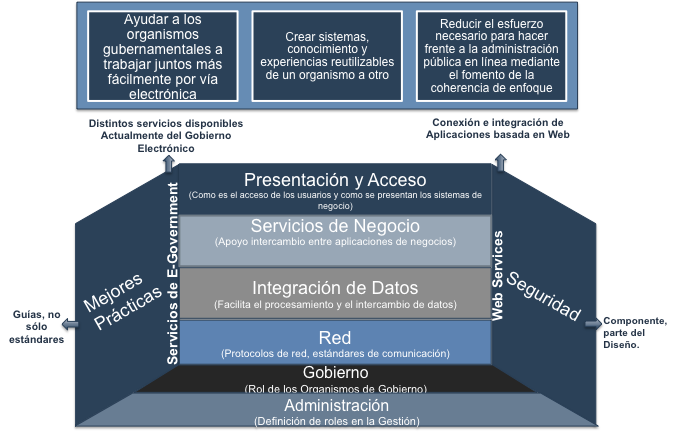 Ayudar a los
organismos
gubernamentales a
trabajar juntos más
fácilmente por vía
electrónica
Crear sistemas,
conocimiento y
experiencias reutilizables
de un organismo a otro
Reducir el esfuerzo
necesario para hacer
frente a la administración
pública en línea mediante
el fomento de la
coherencia de enfoque
Distintos servicios disponibles
Actualmente del Gobierno
Electrónico
Conexión e integración de
Aplicaciones basada en Web
Presentación y Acceso
(Como es el acceso de los usuarios y como se presentan los sistemas de
negocio)
Servicios de Negocio
(Apoyo intercambio entre aplicaciones de negocios)
Integración de Datos
(Facilita el procesamiento y el intercambio de datos)
Red
(Protocolos de red, estándares de comunicación)
Gobierno
(Rol de los Organismos de Gobierno)
Administración
(Definición de roles en la Gestión)
Mejores
Prácticas
Servicios de E-Government
Web Services
Seguridad
Guías, no
sólo
estándares
Componente,
parte del
Diseño.